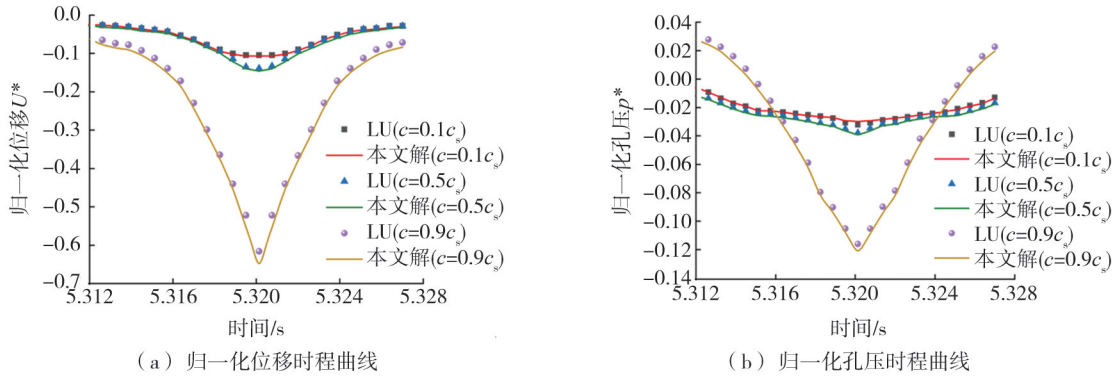 0.0
-0.1
-0.2
-0.3
-0.4
-0.5
-0.6
-0.7
归一化位移U*
LU(c=0.1cs)
本文解(c=0.1cs)
LU(c=0.5cs)
本文解(c=0.5cs)
LU(c=0.9cs)
本文解(c=0.9cs)
5.312 5.316 5.320 5.324 5.328
时间/s
(a) 归一化位移时程曲线
0.04
0.02
0.00
-0.02
-0.04
-0.06
-0.08
-0.10
-0.12
-0.14
归一化孔压p*
LU(c=0.1cs)
本文解(c=0.1cs)
LU(c=0.5cs)
本文解(c=0.5cs)
LU(c=0.9cs)
本文解(c=0.9cs)
5.312 5.316 5.320 5.324 5.328
时间/s
(b) 归一化孔压时程曲线